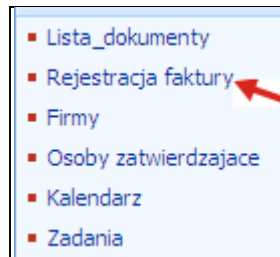 Lista_dokumenty
Rejestracja faktury
Firmy
Osoby zatwierdzajace
Kalendarz
Zadania